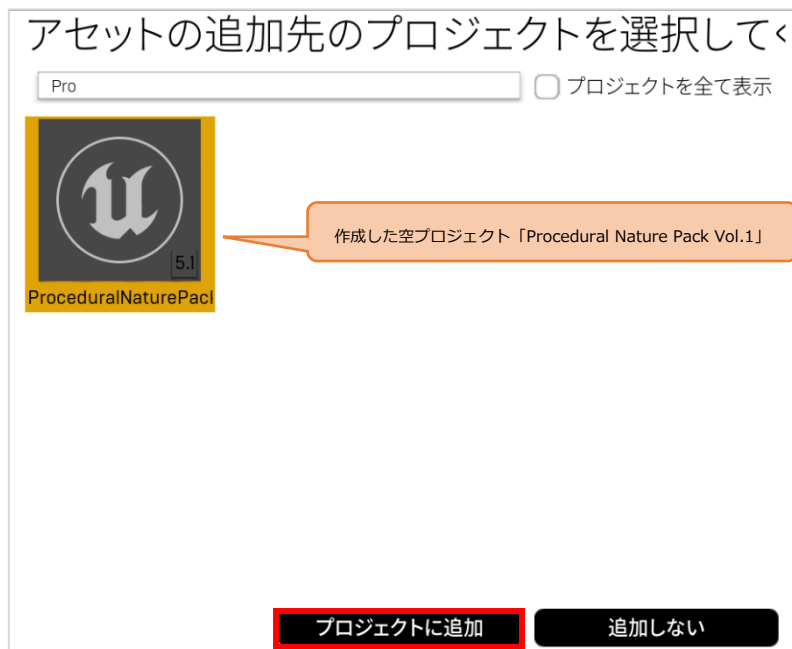 アセットの追加先のプロジェクトを選択してく
Pro
プロジェクトを全て表示
作成した空プロジェクト「Procedural Nature Pack Vol.1」
5.1
ProceduralNaturePacl
プロジェクトに追加
追加しない